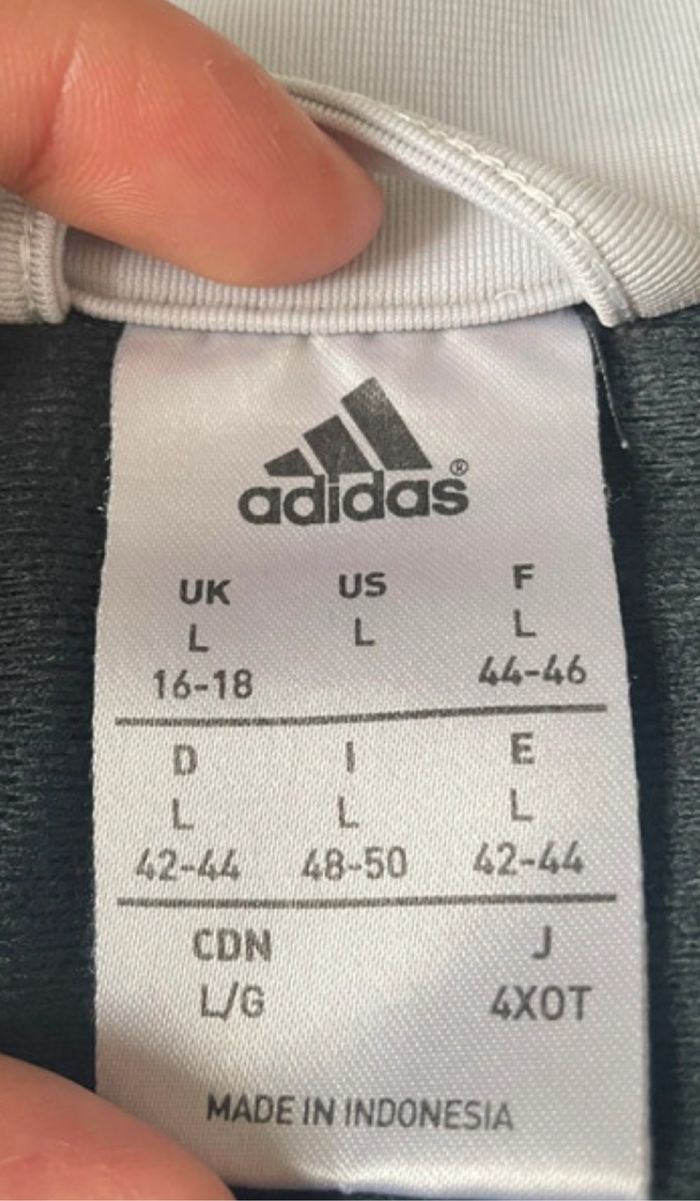 adidas®
UK US F
L L L
16-18 44-46
D I E
L L L
42-44 48-50 42-44
CDN J
L/G 4XOT
MADE IN INDONESIA